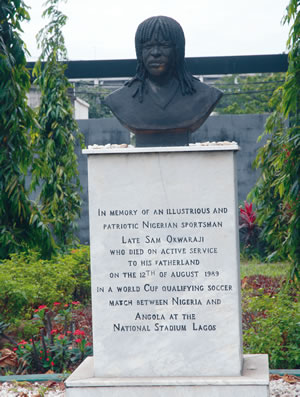 IN MEMORY OF AN ILLUSTRIOUS AND
PATRIOTIC NIGERIAN SPORTSMAN
LATE SAM OKWARAJI
WHO DIED ON ACTIVE SERVICE
TO HIS FATHERLAND
ON THE 12TH OF AUGUST 1989
IN A WORLD CUP QUALIFYING SOCCER
MATCH BETWEEN NIGERIA AND
ANGOLA AT THE
NATIONAL STADIUM LAGOS